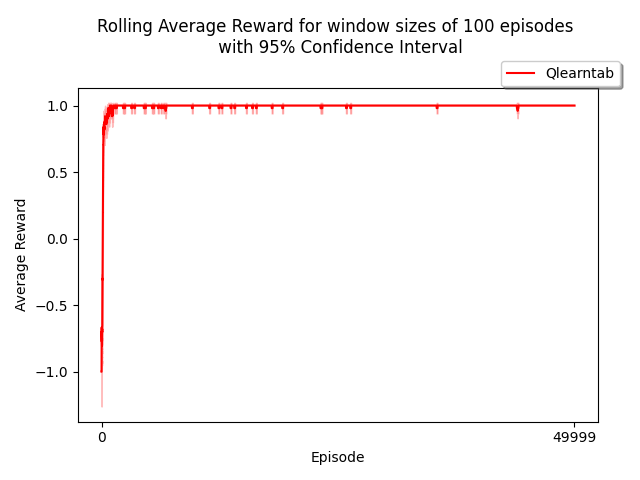 Rolling Average Reward for window sizes of 100 episodes
with 95% Confidence Interval
Qlearntab
1.0
0.5
0.0
−0.5
−1.0
Average Reward
0
49999
Episode